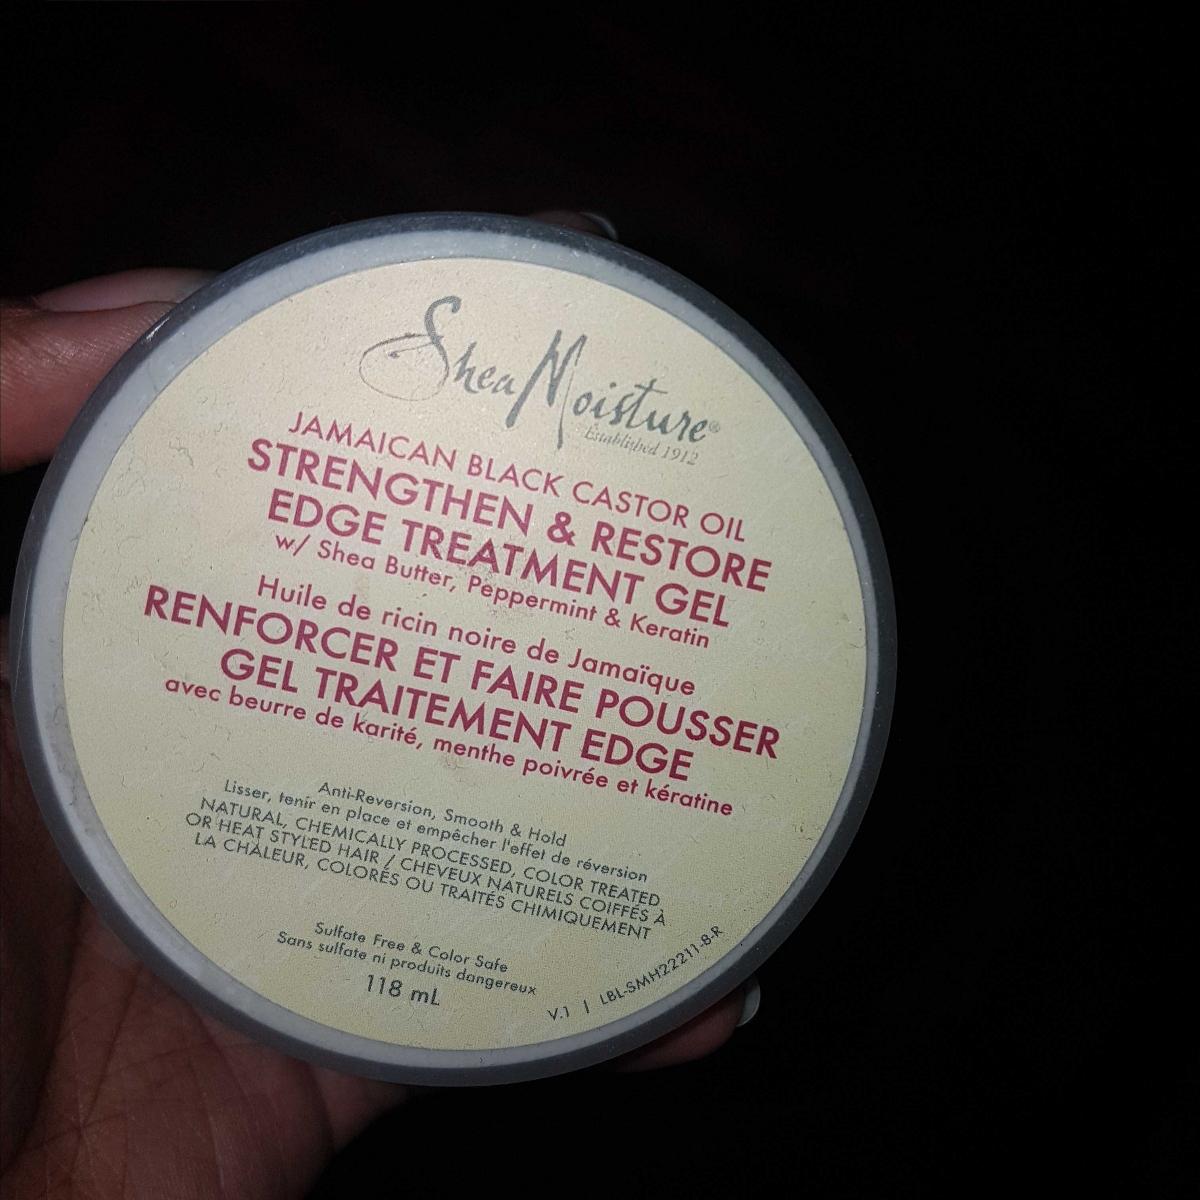 Shea Moisture®
Established 1912
JAMAICAN BLACK CASTOR OIL
STRENGTHEN & RESTORE
EDGE TREATMENT GEL
w/ Shea Butter, Peppermint & Keratin
Huile de ricin noire de Jamaïque
RENFORCER ET FAIRE POUSSER
GEL TRAITEMENT EDGE
avec beurre de karité, menthe poivrée et kératine
Anti-Reversion, Smooth & Hold
Lisser, tenir en place et empêcher l'effet de réversion
NATURAL, CHEMICALLY PROCESSED, COLOR TREATED
OR HEAT STYLED HAIR / CHEVEUX NATURELS COIFFÉS À
LA CHALEUR, COLORÉS OU TRAITÉS CHIMIQUEMENT
Sulfate Free & Color Safe
Sans sulfate ni produits dangereux
118 mL
V.1 | LBL-SMH22211-8-R